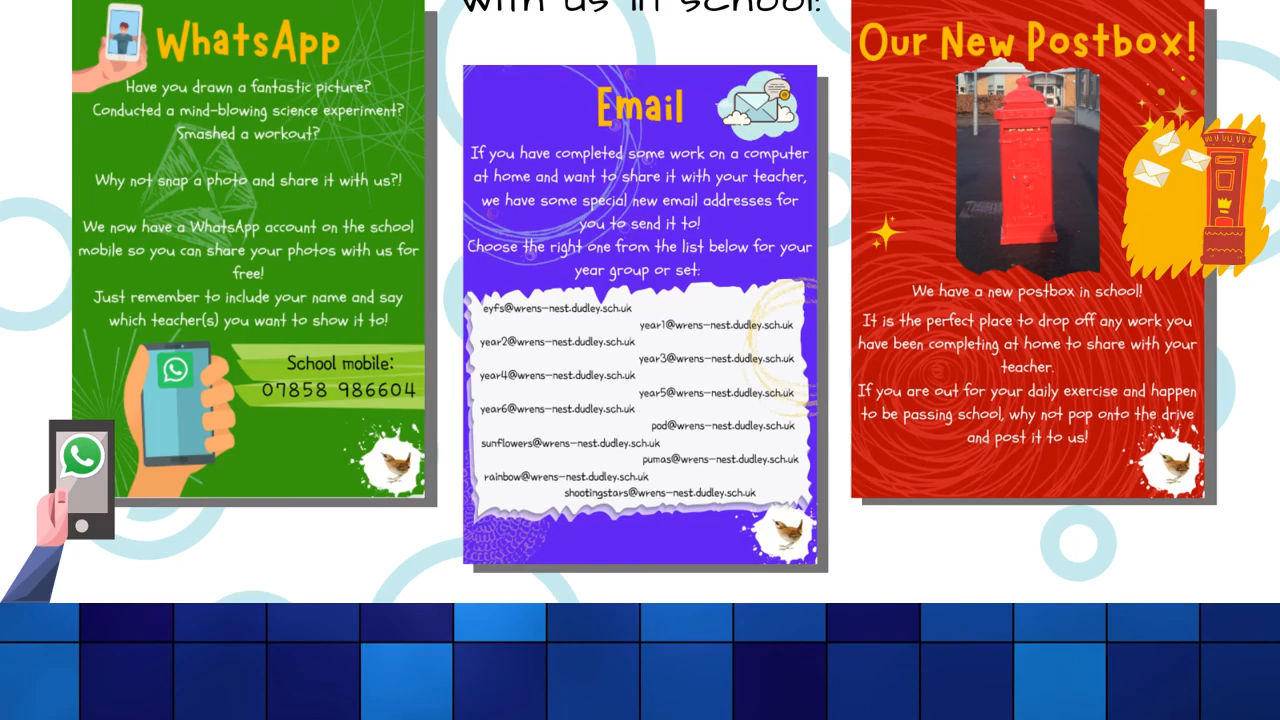 with us in school:
WhatsApp
Have you drawn a fantastic picture?
Conducted a mind-blowing science experiment?
Smashed a workout?
Why not snap a photo and share it with us?!
We now have a WhatsApp account on the school
mobile so you can share your photos with us for
free!
Just remember to include your name and say
which teacher(s) you want to show it to!
School mobile:
07858 986604
Email
If you have completed some work on a computer
at home and want to share it with your teacher,
we have some special new email addresses for
you to send it to!
Choose the right one from the list below for your
year group or set:
eyfs@wrens-nest.dudley.sch.uk
year1@wrens-nest.dudley.sch.uk
year2@wrens-nest.dudley.sch.uk
year3@wrens-nest.dudley.sch.uk
year4@wrens-nest.dudley.sch.uk
year5@wrens-nest.dudley.sch.uk
year6@wrens-nest.dudley.sch.uk
pod@wrens-nest.dudley.sch.uk
sunflowers@wrens-nest.dudley.sch.uk
pumas@wrens-nest.dudley.sch.uk
rainbow@wrens-nest.dudley.sch.uk
shootingstars@wrens-nest.dudley.sch.uk
Our New Postbox!
We have a new postbox in school!
It is the perfect place to drop off any work you
have been completing at home to share with your
teacher.
If you are out for your daily exercise and happen
to be passing school, why not pop onto the drive
and post it to us!